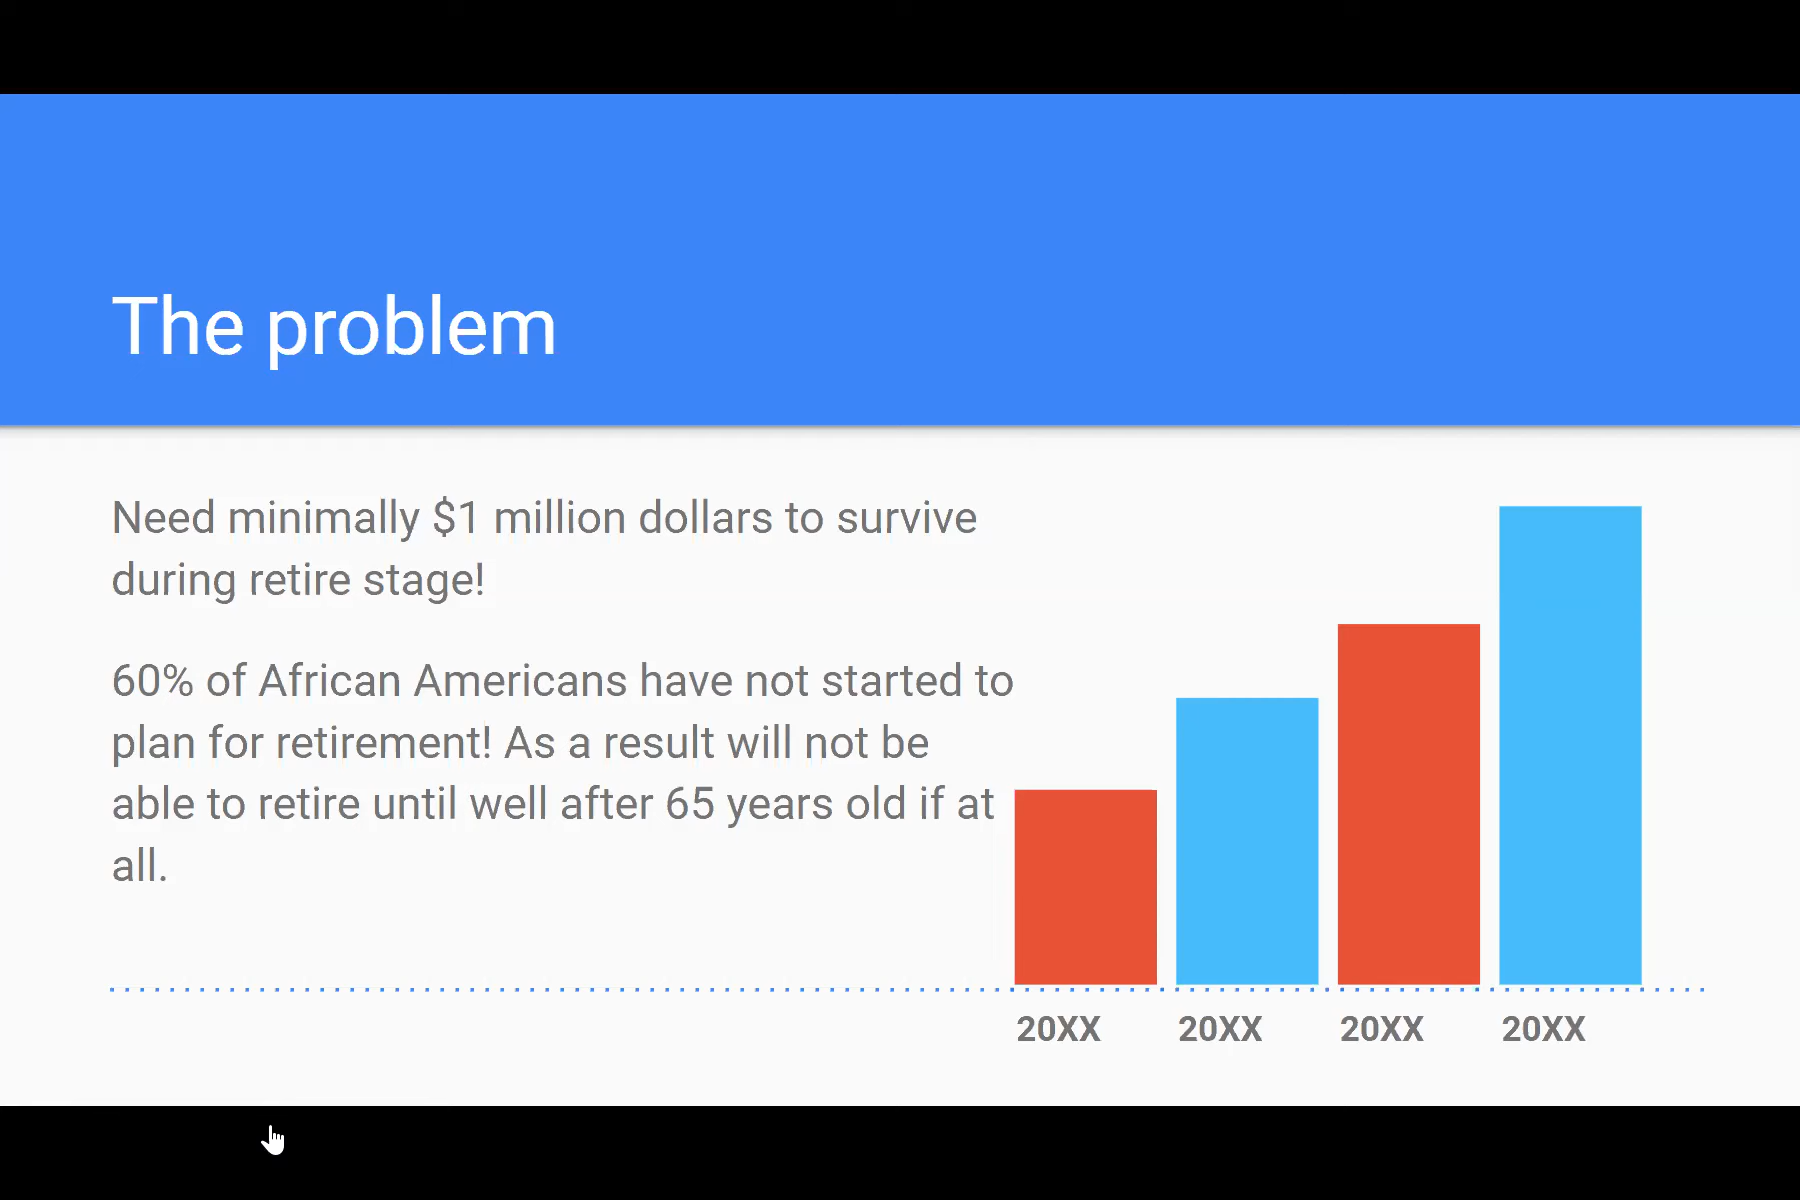 The problem
Need minimally $1 million dollars to survive
during retire stage!
60% of African Americans have not started to
plan for retirement! As a result will not be
able to retire until well after 65 years old if at
all.
20XX 20XX 20XX 20XX